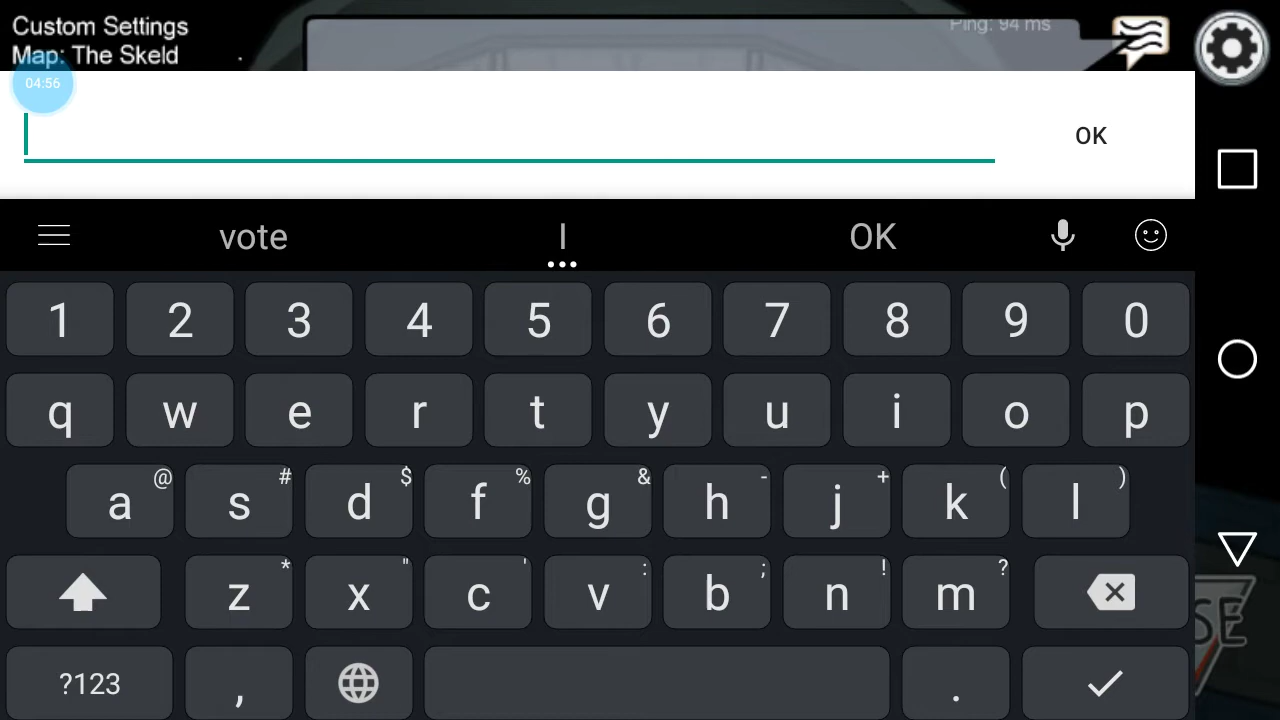 Custom Settings
Ping: 94 ms
Map: The Skeld
04:56
OK
vote I OK
1 2 3 4 5 6 7 8 9 0
q w e r t y u i o p
@ # $ % & - + ( )
a s d f g h j k l
* " ' : ; ! ?
z x c v b n m
SE
?123 , .